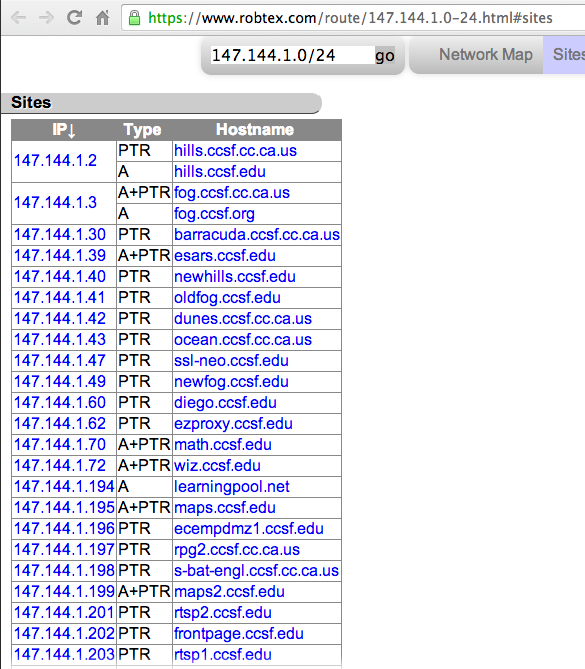 https://www.robtex.com/route/147.144.1.0-24.html#sites
147.144.1.0/24 go Network Map Sites
Sites
IP↓ Type Hostname
147.144.1.2 PTR hills.ccsf.cc.ca.us
A hills.ccsf.edu
147.144.1.3 A+PTR fog.ccsf.cc.ca.us
A fog.ccsf.org
147.144.1.30 PTR barracuda.ccsf.cc.ca.us
147.144.1.39 A+PTR esars.ccsf.edu
147.144.1.40 PTR newhills.ccsf.edu
147.144.1.41 PTR oldfog.ccsf.edu
147.144.1.42 PTR dunes.ccsf.cc.ca.us
147.144.1.43 PTR ocean.ccsf.cc.ca.us
147.144.1.47 PTR ssl-neo.ccsf.edu
147.144.1.49 PTR newfog.ccsf.edu
147.144.1.60 PTR diego.ccsf.edu
147.144.1.62 PTR ezproxy.ccsf.edu
147.144.1.70 A+PTR math.ccsf.edu
147.144.1.72 A+PTR wiz.ccsf.edu
147.144.1.194 A learningpool.net
147.144.1.195 A+PTR maps.ccsf.edu
147.144.1.196 PTR ecempdmz1.ccsf.edu
147.144.1.197 PTR rpg2.ccsf.cc.ca.us
147.144.1.198 PTR s-bat-engl.ccsf.cc.ca.us
147.144.1.199 A+PTR maps2.ccsf.edu
147.144.1.201 PTR rtsp2.ccsf.edu
147.144.1.202 PTR frontpage.ccsf.edu
147.144.1.203 PTR rtsp1.ccsf.edu